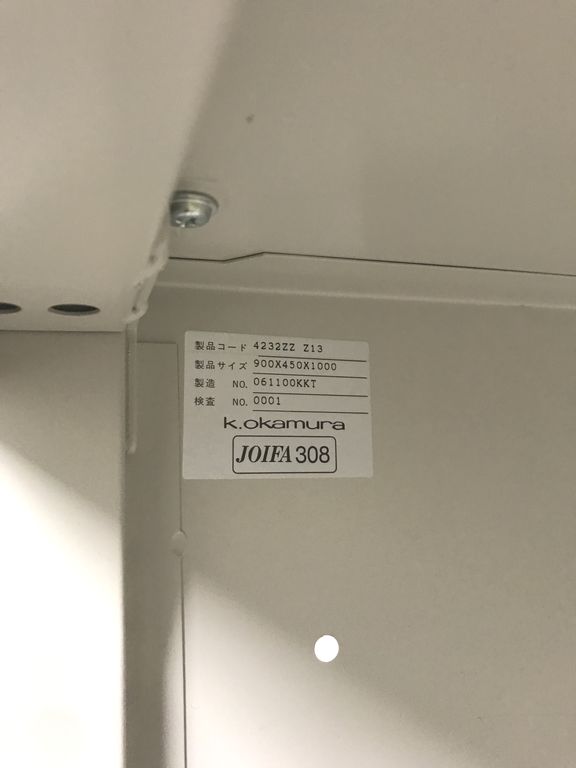 製品コード 4232ZZ Z13
製品サイズ 900X450X1000
製造 NO. 061100KKT
検査 NO. 0001
k.okamura
JOIFA 308